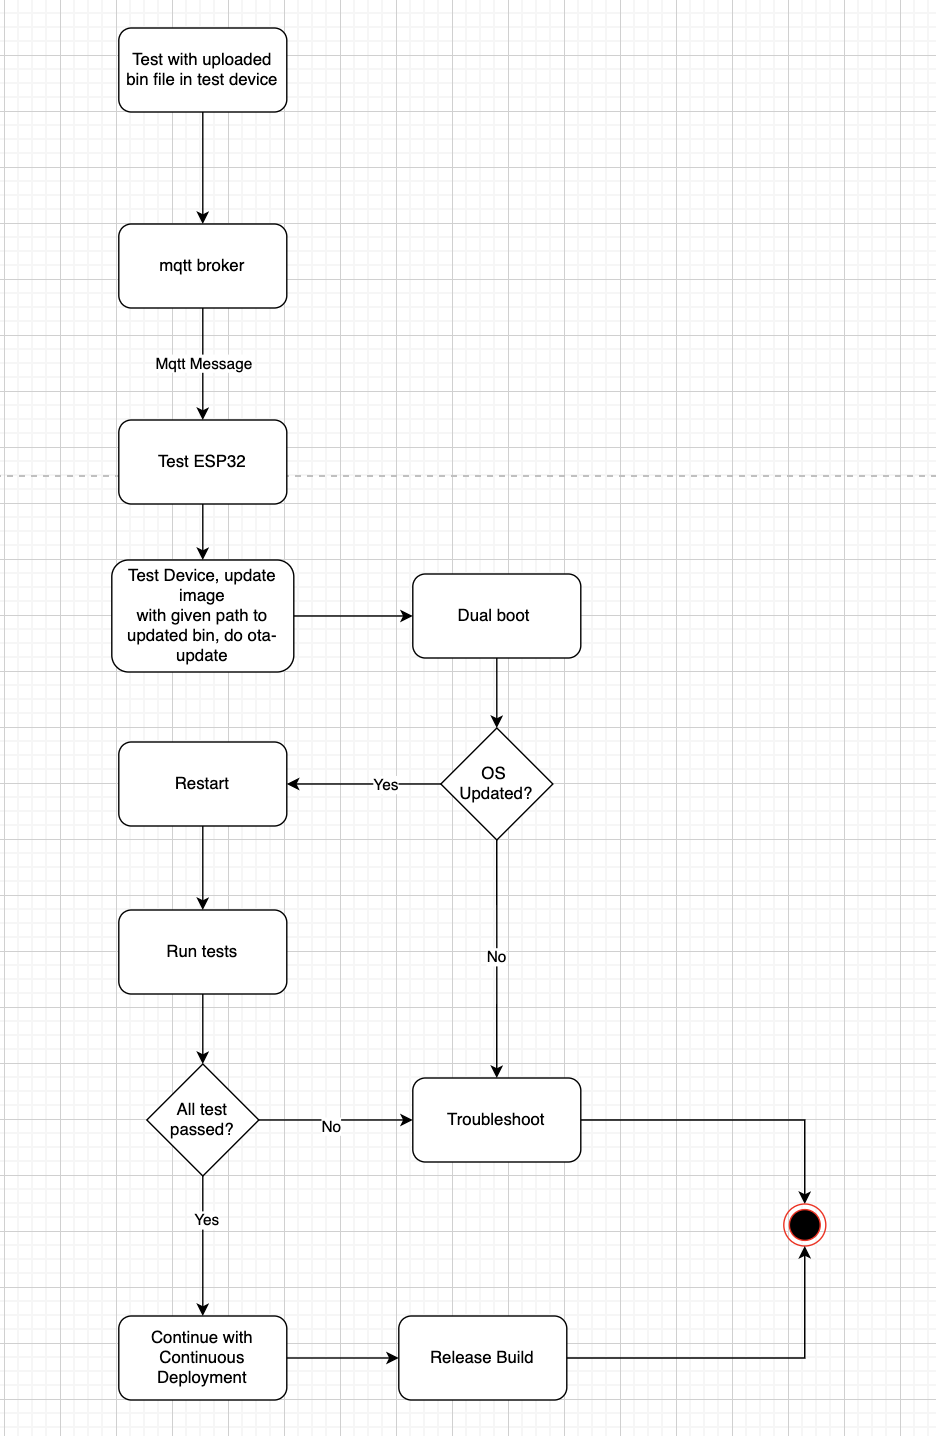 Test with uploaded
bin file in test device
mqtt broker
Mqtt Message
Test ESP32
Test Device, update
image
with given path to
updated bin, do ota-
update
Dual boot
OS
Updated?
Yes
Restart
Run tests
No
All test
passed?
No
Troubleshoot
Yes
Continue with
Continuous
Deployment
Release Build